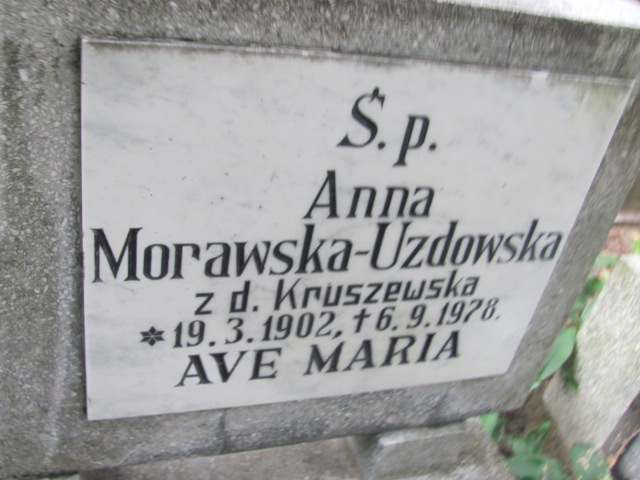 Ś.p.
Anna
Morawska-Uzdowska
z d. Kruszewska
* 19.3.1902, † 6.9.1978.
AVE MARIA